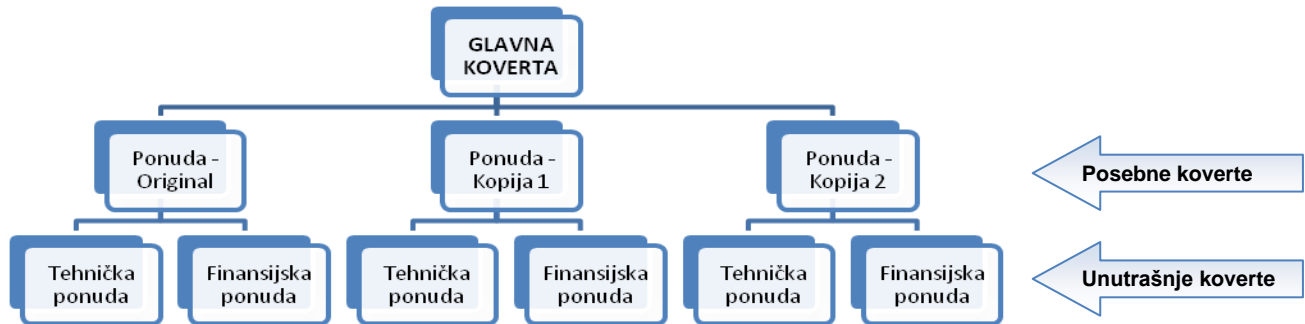 GLAVNA
KOVERTA
Ponuda -
Original
Ponuda -
Kopija 1
Ponuda -
Kopija 2
Posebne koverte
Tehnička
ponuda
Finansijska
ponuda
Tehnička
ponuda
Finansijska
ponuda
Tehnička
ponuda
Finansijska
ponuda
Unutrašnje koverte